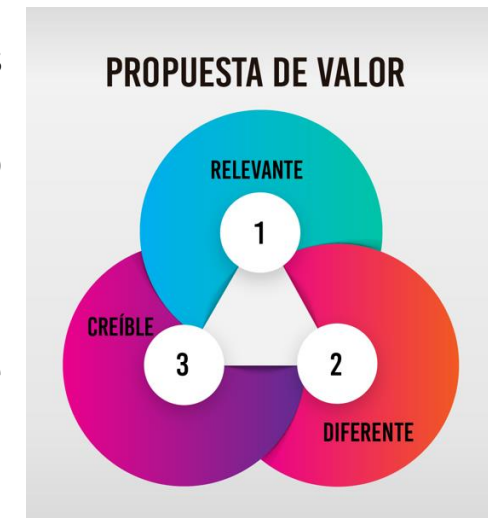 PROPUESTA DE VALOR
RELEVANTE
1
CREÍBLE
3
2
DIFERENTE